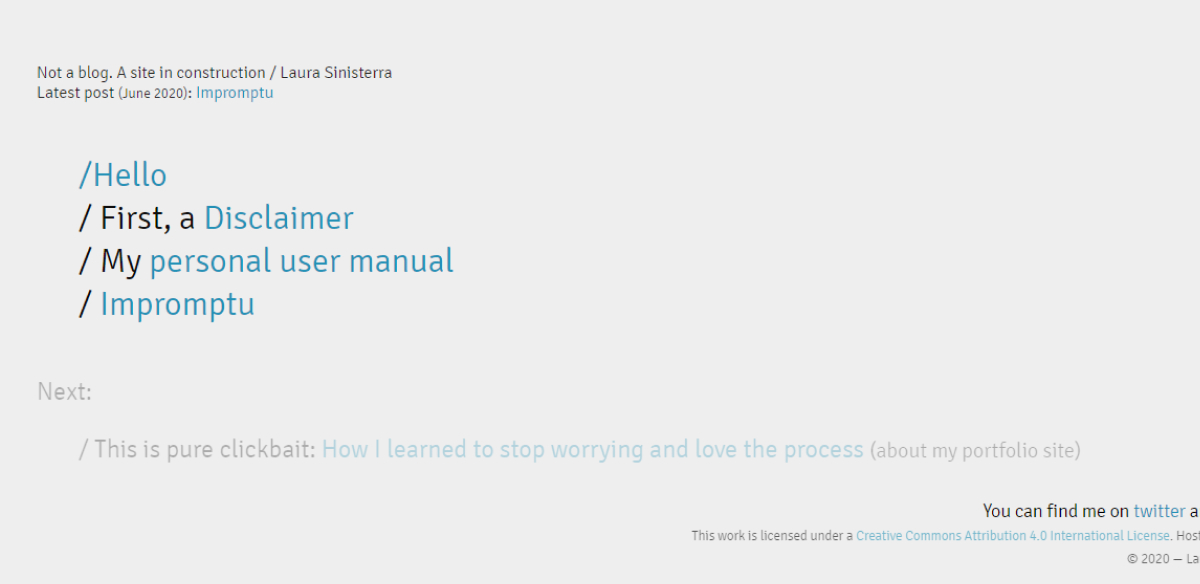 Not a blog. A site in construction / Laura Sinisterra
Latest post (June 2020): Impromptu
/Hello
/ First, a Disclaimer
/ My personal user manual
/ Impromptu
Next:
/ This is pure clickbait: How I learned to stop worrying and love the process (about my portfolio site)
You can find me on twitter a
This work is licensed under a Creative Commons Attribution 4.0 International License. Host
© 2020 — La